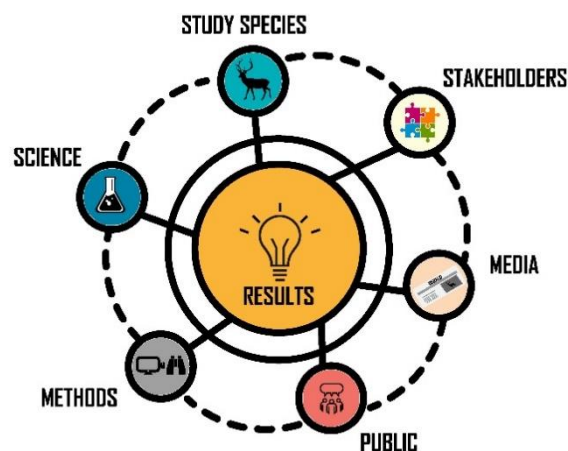 STUDY SPECIES
STAKEHOLDERS
SCIENCE
MEDIA
RESULTS
METHODS
PUBLIC